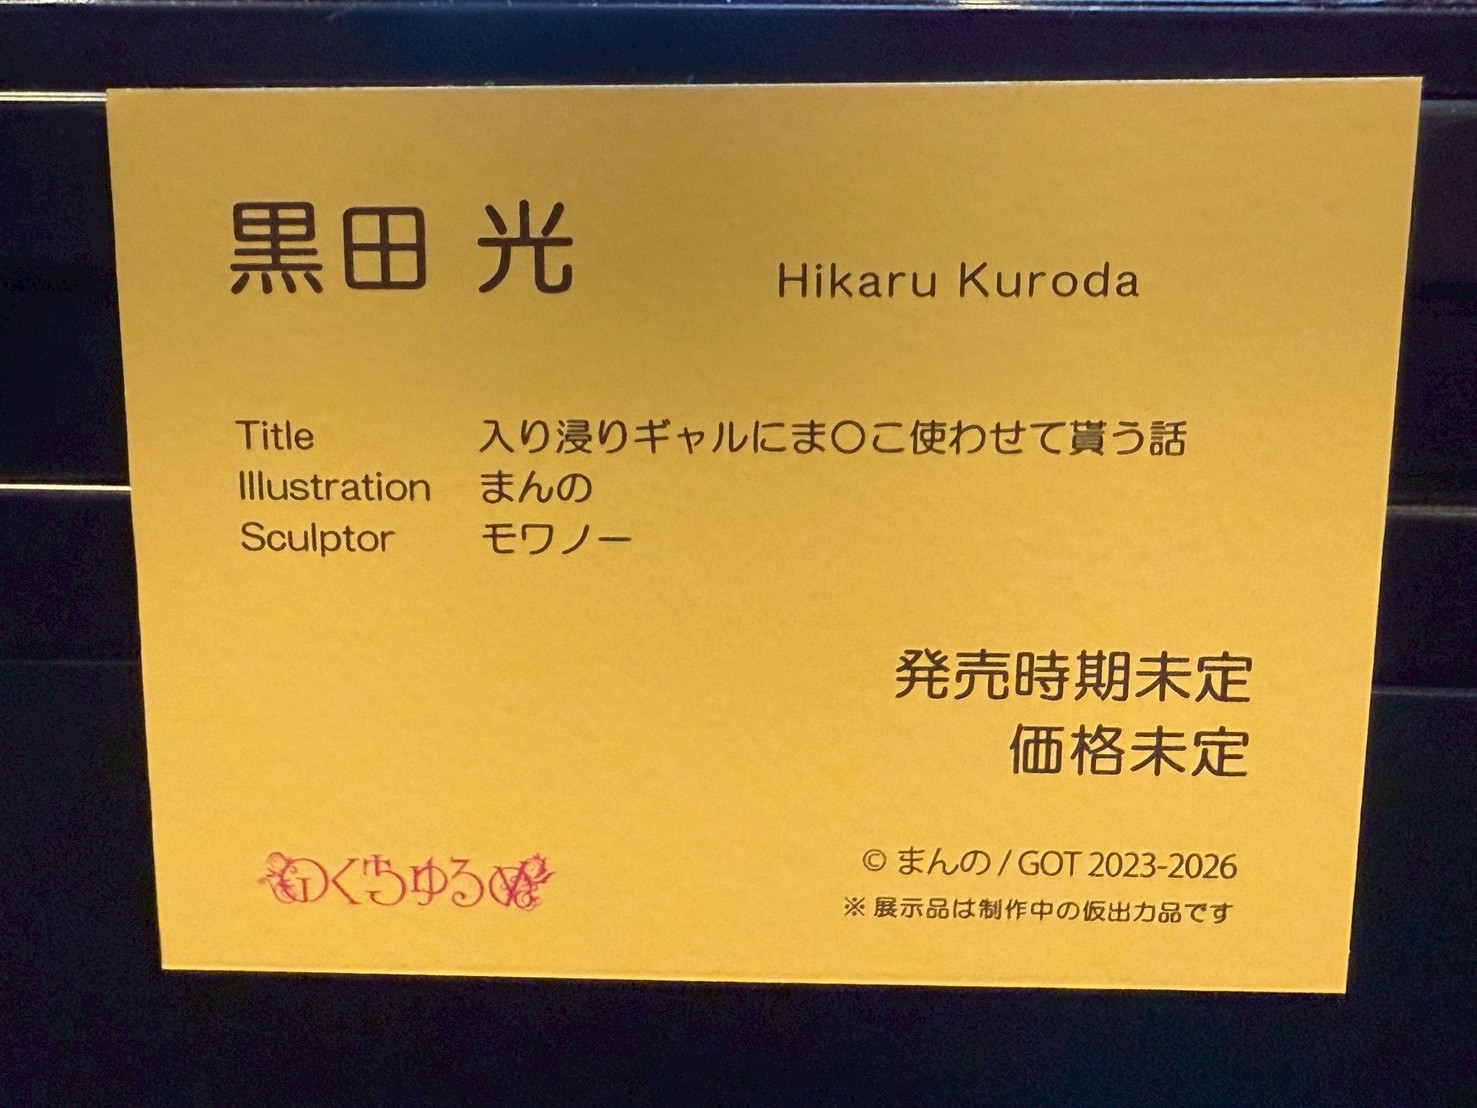 黒田 光
Hikaru Kuroda
Title 入り浸りギャルにま〇こ使わせて貰う話
Illustration まんの
Sculptor モワノー
発売時期未定
価格未定
© まんの / GOT 2023-2026
※ 展示品は制作中の仮出力品です